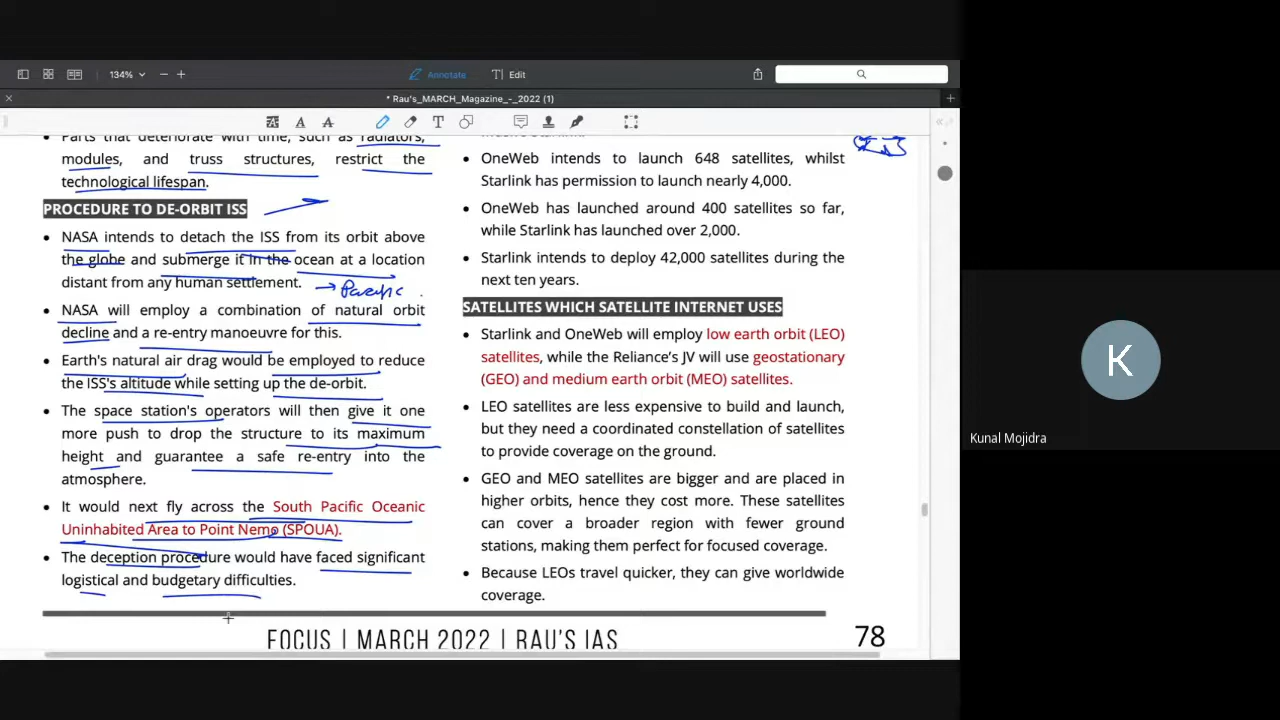 134%
Annotate
Edit
* Rau's_MARCH_Magazine_-_2022 (1)
Parts that deteriorate with time, such as radiators,
modules, and truss structures, restrict the
technological lifespan.
PROCEDURE TO DE-ORBIT ISS
• NASA intends to detach the ISS from its orbit above
the globe and submerge it in the ocean at a location
distant from any human settlement.
Pacific
• NASA will employ a combination of natural orbit
decline and a re-entry manoeuvre for this.
• Earth's natural air drag would be employed to reduce
the ISS's altitude while setting up the de-orbit.
• The space station's operators will then give it one
more push to drop the structure to its maximum
height and guarantee a safe re-entry into the
atmosphere.
• It would next fly across the South Pacific Oceanic
Uninhabited Area to Point Nemo (SPOUA).
• The deception procedure would have faced significant
logistical and budgetary difficulties.
• OneWeb intends to launch 648 satellites, whilst
Starlink has permission to launch nearly 4,000.
• OneWeb has launched around 400 satellites so far,
while Starlink has launched over 2,000.
• Starlink intends to deploy 42,000 satellites during the
next ten years.
SATELLITES WHICH SATELLITE INTERNET USES
• Starlink and OneWeb will employ low earth orbit (LEO)
satellites, while the Reliance's JV will use geostationary
(GEO) and medium earth orbit (MEO) satellites.
• LEO satellites are less expensive to build and launch,
but they need a coordinated constellation of satellites
to provide coverage on the ground.
• GEO and MEO satellites are bigger and are placed in
higher orbits, hence they cost more. These satellites
can cover a broader region with fewer ground
stations, making them perfect for focused coverage.
• Because LEOs travel quicker, they can give worldwide
coverage.
FOCUS | MARCH 2022 | RAU'S IAS
78
K
Kunal Mojidra